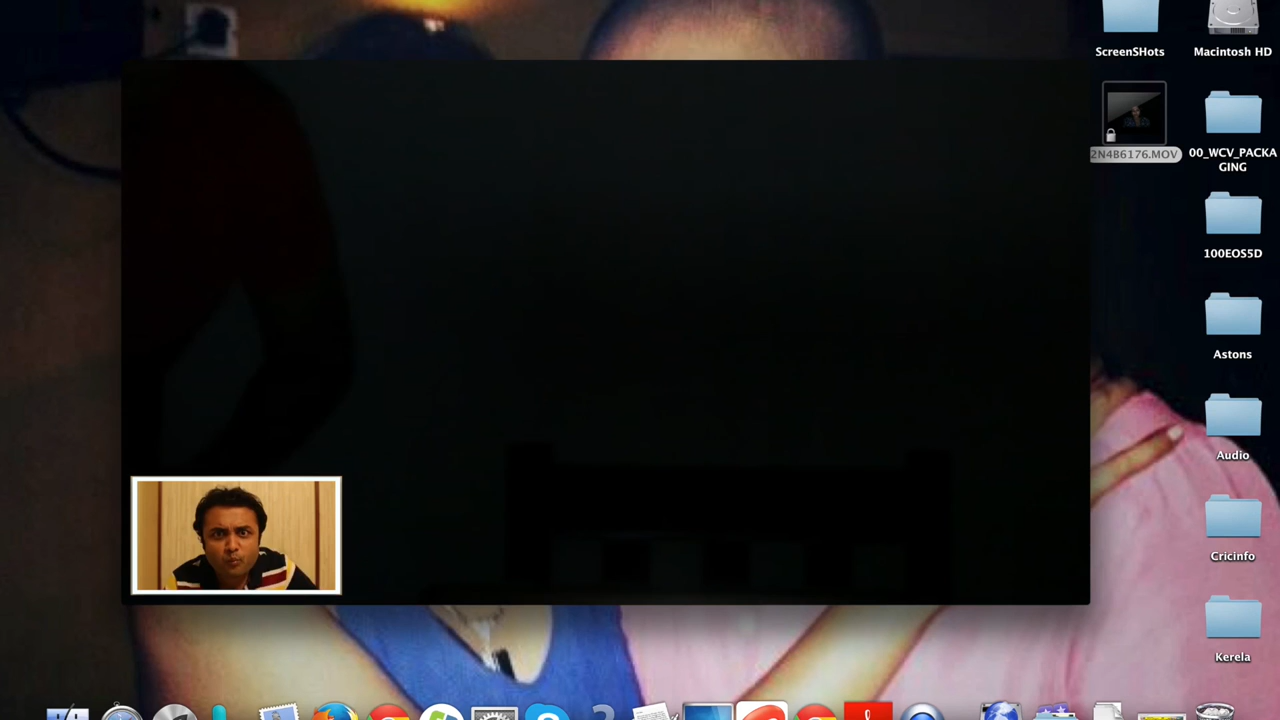 ScreenSHots
Macintosh HD
2N4B6176.MOV
00_WCV_PACKA
GING
100EOS5D
Astons
Audio
Cricinfo
Kerela